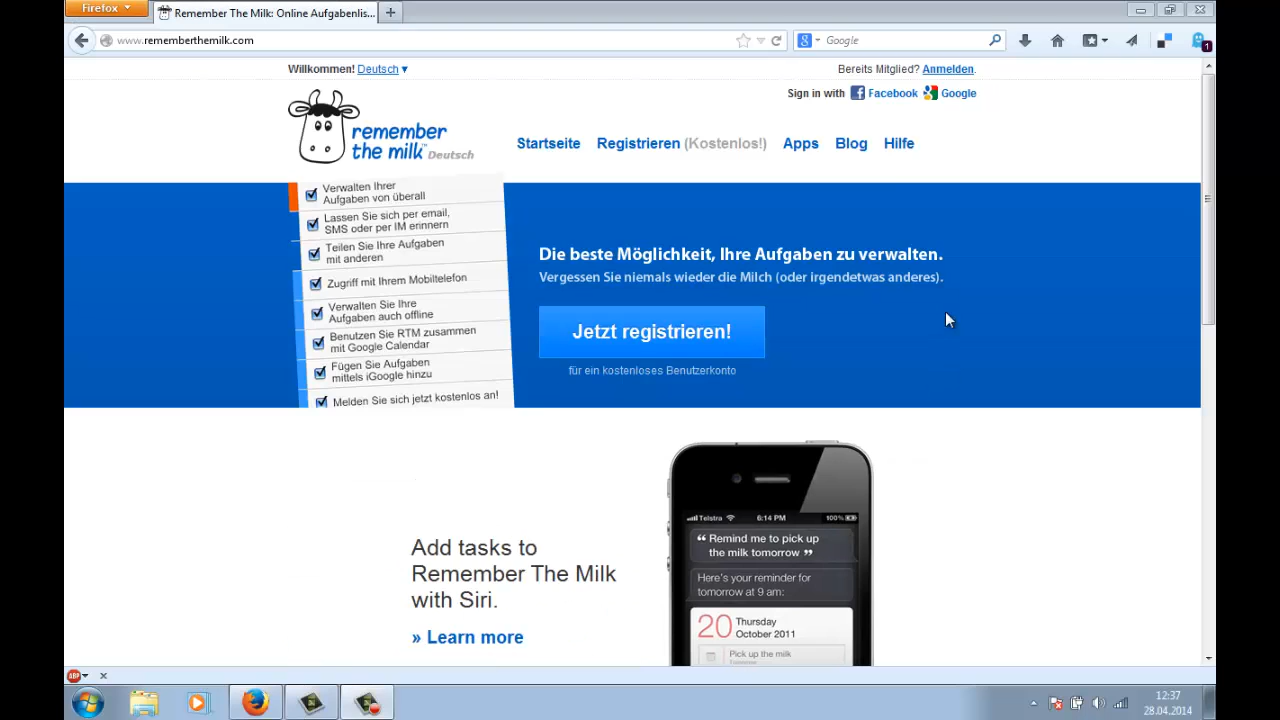 Firefox
Remember The Milk: Online Aufgabenlis...
www.rememberthemilk.com
Google
1
Willkommen! Deutsch
Bereits Mitglied? Anmelden.
Sign in with Facebook Google
remember
the milk™ Deutsch
Startseite Registrieren (Kostenlos!) Apps Blog Hilfe
Verwalten Ihrer
Aufgaben von überall
Lassen Sie sich per email,
SMS oder per IM erinnern
Teilen Sie Ihre Aufgaben
mit anderen
Zugriff mit Ihrem Mobiltelefon
Verwalten Sie Ihre
Aufgaben auch offline
Benutzen Sie RTM zusammen
mit Google Calendar
Fügen Sie Aufgaben
mittels iGoogle hinzu
Melden Sie sich jetzt kostenlos an!
Die beste Möglichkeit, Ihre Aufgaben zu verwalten.
Vergessen Sie niemals wieder die Milch (oder irgendetwas anderes).
Jetzt registrieren!
für ein kostenloses Benutzerkonto
Add tasks to
Remember The Milk
with Siri.
» Learn more
Telstra 6:14 PM 100%
“ Remind me to pick up
the milk tomorrow ”
Here's your reminder for
tomorrow at 9 am:
20 Thursday
October 2011
Pick up the milk
ABP
12:37
28.04.2014